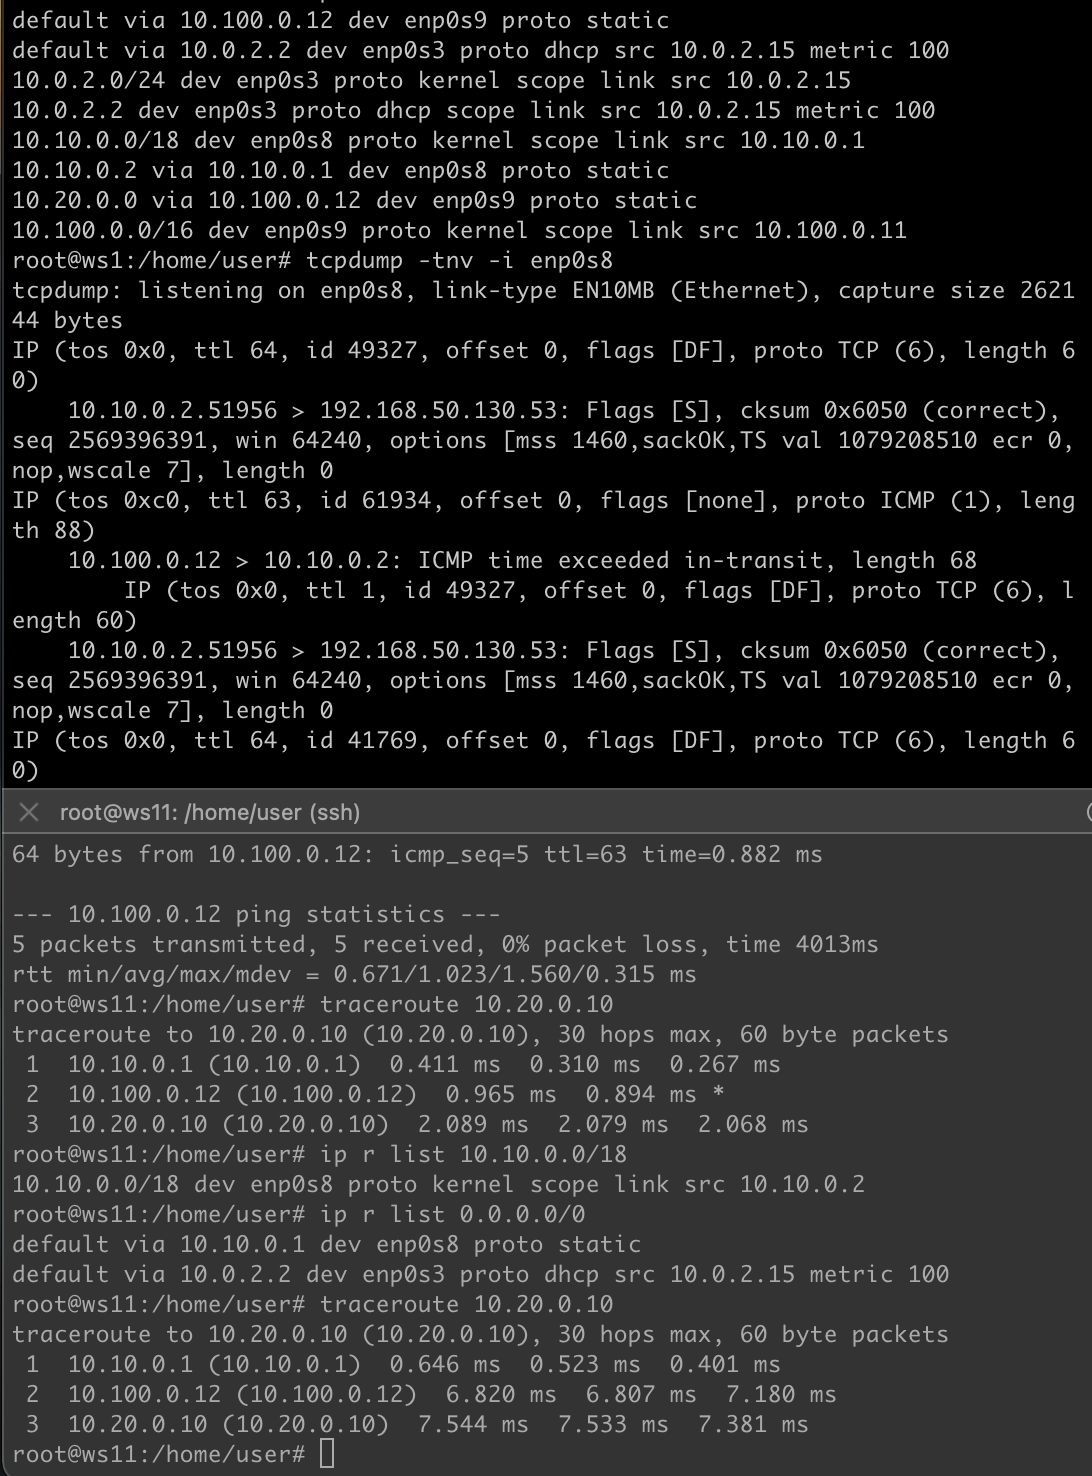 default via 10.100.0.12 dev enp0s9 proto static
default via 10.0.2.2 dev enp0s3 proto dhcp src 10.0.2.15 metric 100
10.0.2.0/24 dev enp0s3 proto kernel scope link src 10.0.2.15
10.0.2.2 dev enp0s3 proto dhcp scope link src 10.0.2.15 metric 100
10.10.0.0/18 dev enp0s8 proto kernel scope link src 10.10.0.1
10.10.0.2 via 10.10.0.1 dev enp0s8 proto static
10.20.0.0 via 10.100.0.12 dev enp0s9 proto static
10.100.0.0/16 dev enp0s9 proto kernel scope link src 10.100.0.11
root@ws1:/home/user# tcpdump -tnv -i enp0s8
tcpdump: listening on enp0s8, link-type EN10MB (Ethernet), capture size 2621
44 bytes
IP (tos 0x0, ttl 64, id 49327, offset 0, flags [DF], proto TCP (6), length 6
0)
    10.10.0.2.51956 > 192.168.50.130.53: Flags [S], cksum 0x6050 (correct),
seq 2569396391, win 64240, options [mss 1460,sackOK,TS val 1079208510 ecr 0,
nop,wscale 7], length 0
IP (tos 0xc0, ttl 63, id 61934, offset 0, flags [none], proto ICMP (1), leng
th 88)
    10.100.0.12 > 10.10.0.2: ICMP time exceeded in-transit, length 68
        IP (tos 0x0, ttl 1, id 49327, offset 0, flags [DF], proto TCP (6), l
ength 60)
    10.10.0.2.51956 > 192.168.50.130.53: Flags [S], cksum 0x6050 (correct),
seq 2569396391, win 64240, options [mss 1460,sackOK,TS val 1079208510 ecr 0,
nop,wscale 7], length 0
IP (tos 0x0, ttl 64, id 41769, offset 0, flags [DF], proto TCP (6), length 6
0)
root@ws11: /home/user (ssh)
64 bytes from 10.100.0.12: icmp_seq=5 ttl=63 time=0.882 ms

--- 10.100.0.12 ping statistics ---
5 packets transmitted, 5 received, 0% packet loss, time 4013ms
rtt min/avg/max/mdev = 0.671/1.023/1.560/0.315 ms
root@ws11:/home/user# traceroute 10.20.0.10
traceroute to 10.20.0.10 (10.20.0.10), 30 hops max, 60 byte packets
 1  10.10.0.1 (10.10.0.1)  0.411 ms  0.310 ms  0.267 ms
 2  10.100.0.12 (10.100.0.12)  0.965 ms  0.894 ms *
 3  10.20.0.10 (10.20.0.10)  2.089 ms  2.079 ms  2.068 ms
root@ws11:/home/user# ip r list 10.10.0.0/18
10.10.0.0/18 dev enp0s8 proto kernel scope link src 10.10.0.2
root@ws11:/home/user# ip r list 0.0.0.0/0
default via 10.10.0.1 dev enp0s8 proto static
default via 10.0.2.2 dev enp0s3 proto dhcp src 10.0.2.15 metric 100
root@ws11:/home/user# traceroute 10.20.0.10
traceroute to 10.20.0.10 (10.20.0.10), 30 hops max, 60 byte packets
 1  10.10.0.1 (10.10.0.1)  0.646 ms  0.523 ms  0.401 ms
 2  10.100.0.12 (10.100.0.12)  6.820 ms  6.807 ms  7.180 ms
 3  10.20.0.10 (10.20.0.10)  7.544 ms  7.533 ms  7.381 ms
root@ws11:/home/user#